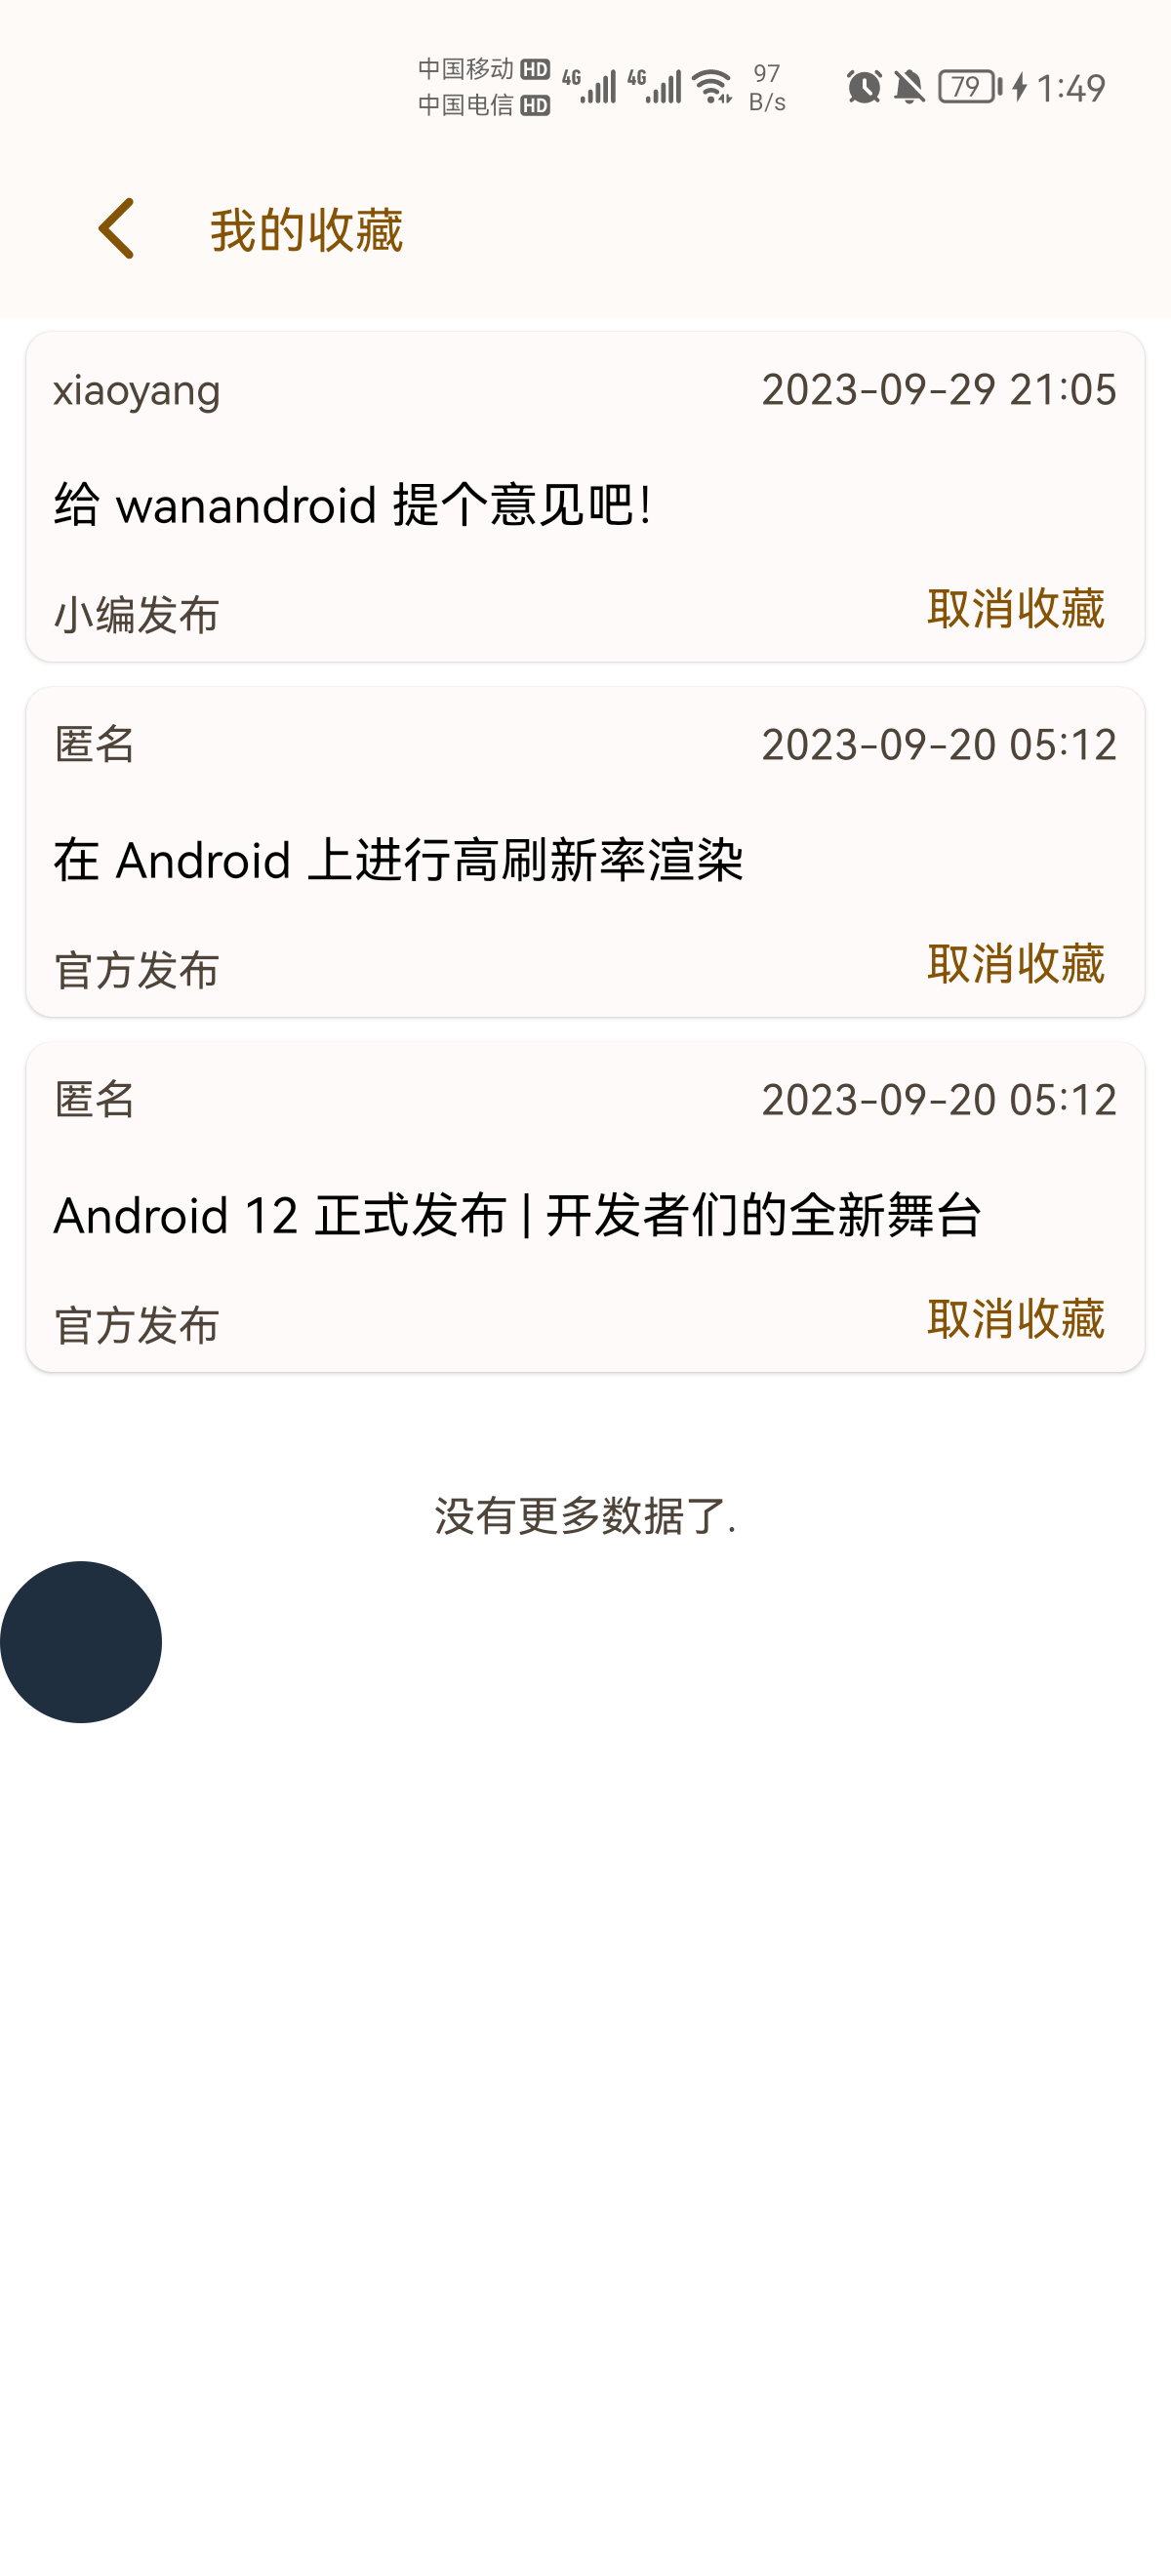 中国移动 HD 4G 4G 97 79 1:49
中国电信 HD B/s
我的收藏
xiaoyang 2023-09-29 21:05
给 wanandroid 提个意见吧!
小编发布 取消收藏
匿名 2023-09-20 05:12
在 Android 上进行高刷新率渲染
官方发布 取消收藏
匿名 2023-09-20 05:12
Android 12 正式发布 | 开发者们的全新舞台
官方发布 取消收藏
没有更多数据了.